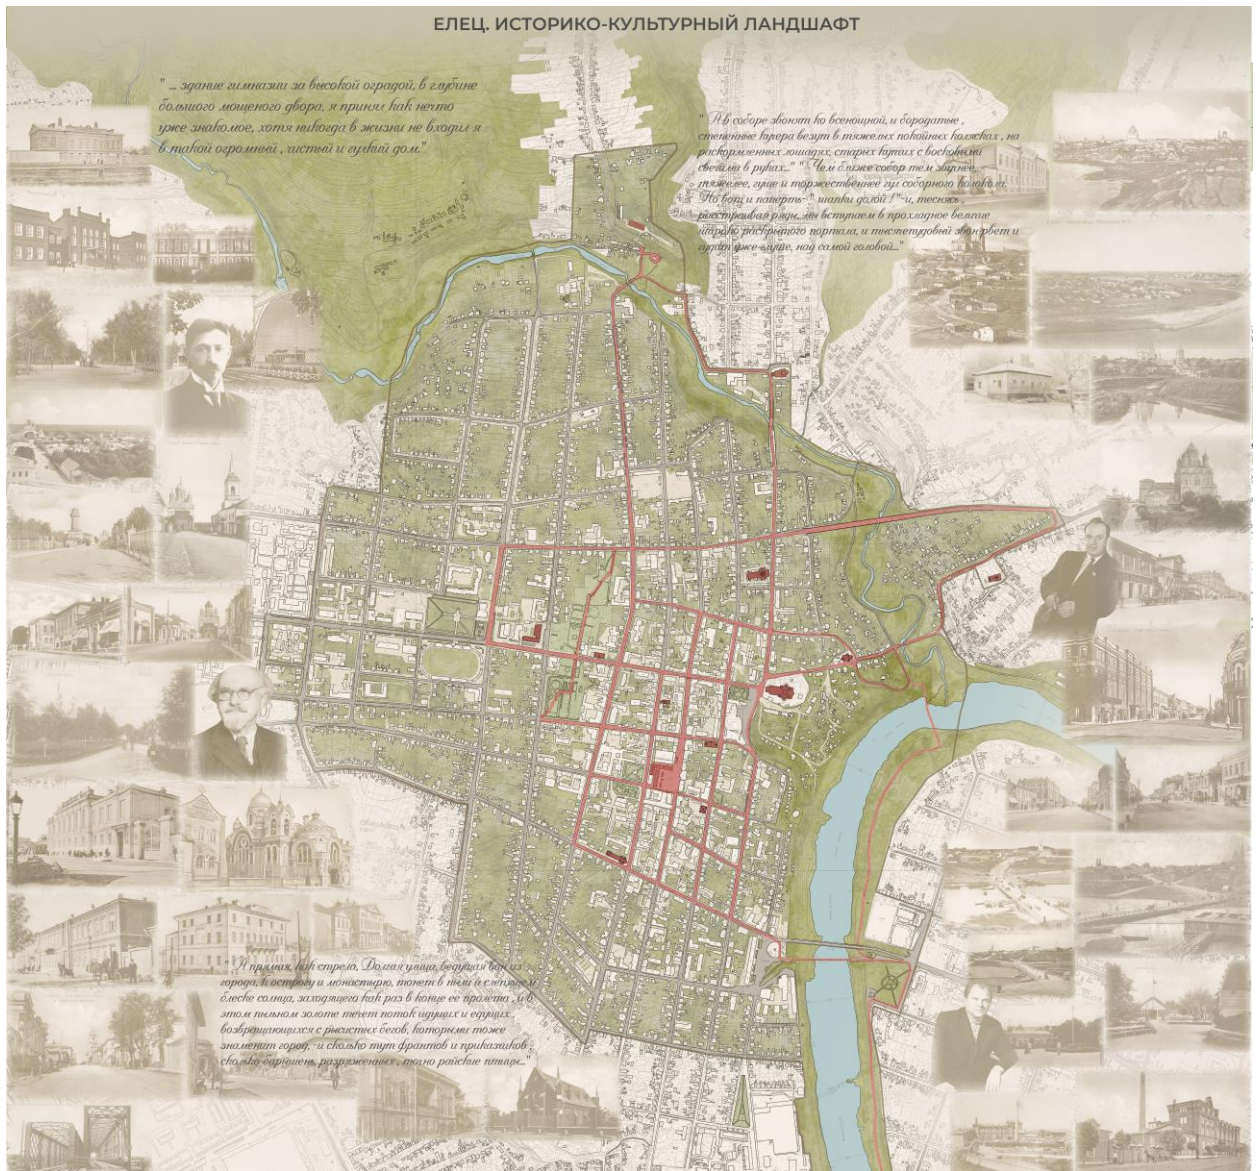 ЕЛЕЦ. ИСТОРИКО-КУЛЬТУРНЫЙ ЛАНДШАФТ
" ... здание гимназии за высокой оградой, в глубине
большого мощеного двора, я принял как нечто
уже знакомое, хотя никогда в жизни не входил я
в такой огромный , чистый и гулкий дом."
" А в соборе звонят ко всенощной, и бородатые ,
степенные кучера везут в тяжелых покойных колясках , на
раскормленных лошадях, старых купчих с восковыми
свечами в руках..." " Чем ближе собор тем звучнее,
тяжелее, гуще и торжественнее гул соборного колокола.
Но вот и паперть- " шапки долой ! "-и, теснясь ,
расстраивая ряды, мы вступаем в прохладное величие
широко раскрытого портала, и тысячепудовый звон рвет и
гудит уже глуше, над самой головой..."
" И прямая, как стрела, Долгая улица, ведущая вон из
города, к острогу и монастырю, тонет в пыли и слепящем
блеске солнца, заходящего как раз в конце ее пролета , и в
этом пыльном золоте течет поток идущих и едущих ,
возвращающихся с рысистых бегов, которыми тоже
знаменит город, -и сколько тут франтов и приказчиков ,
сколько барышень, разряженных , точно райские птицы..."